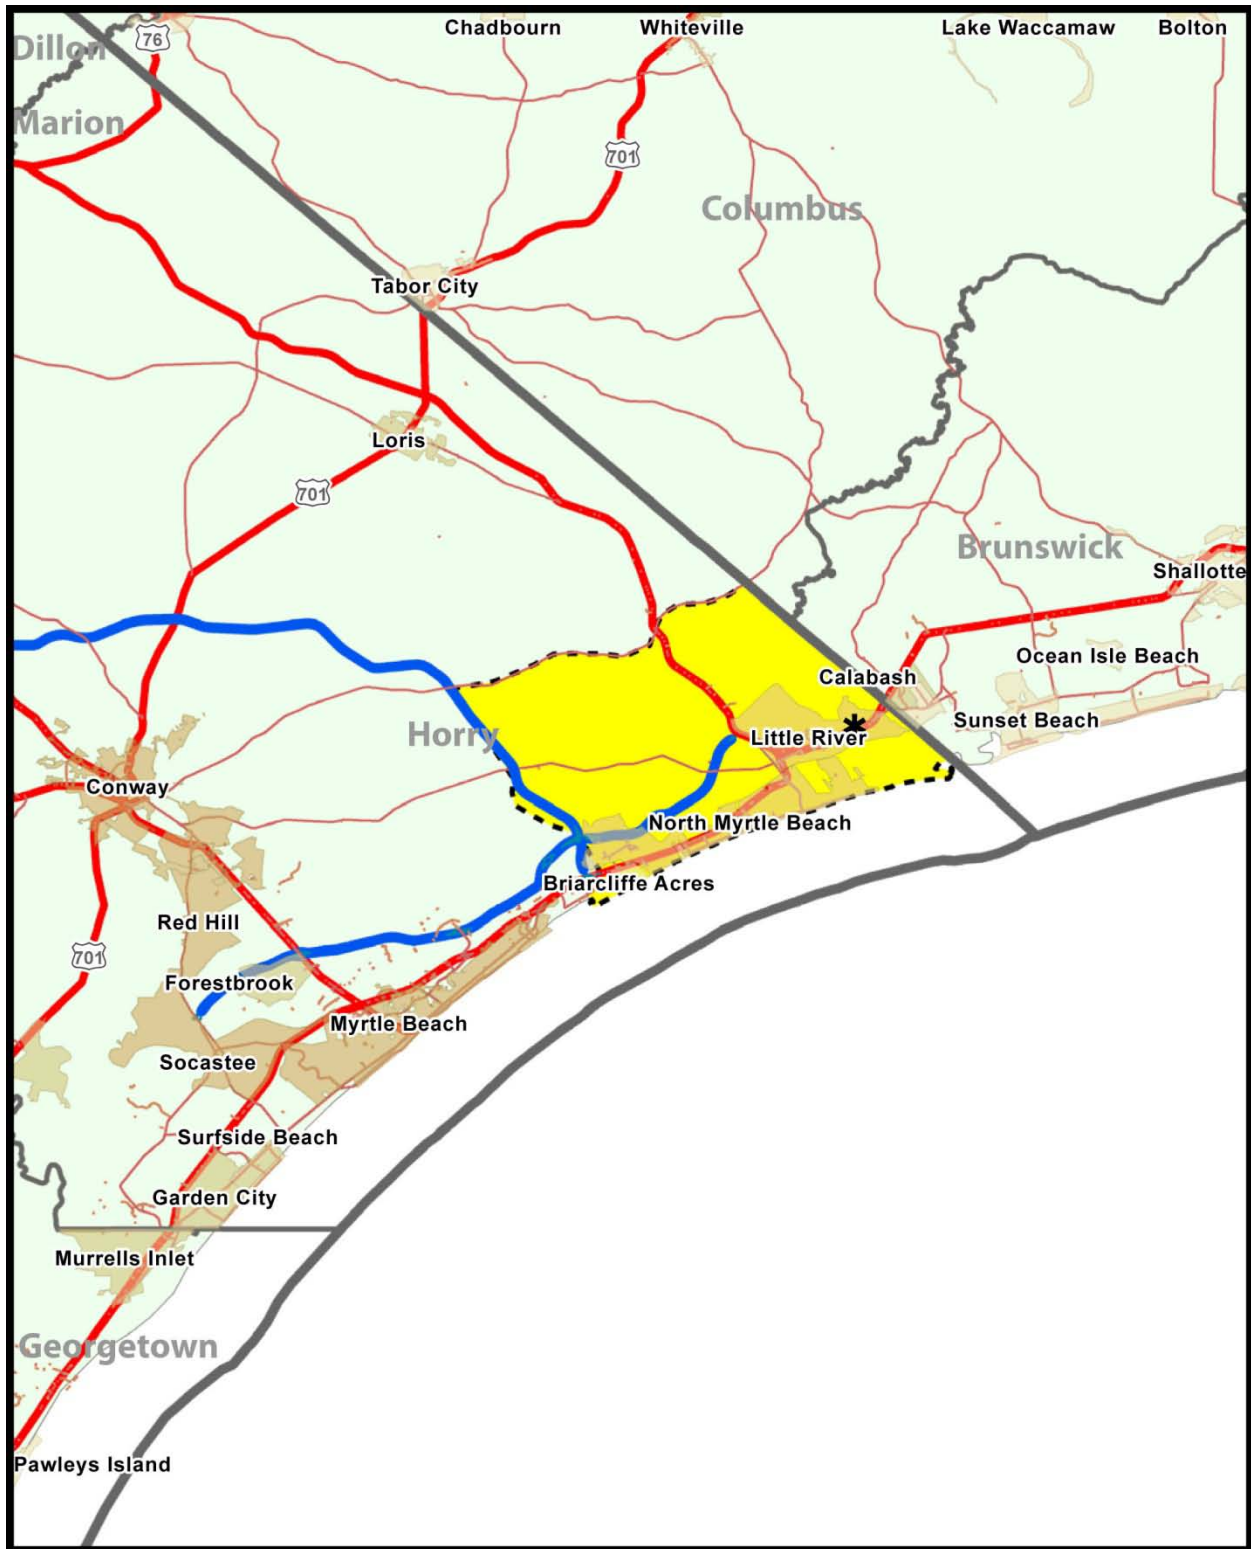 Chadbourn
Whiteville
Lake Waccamaw
Bolton
76
Dillon
Marion
701
Columbus
Tabor City
Loris
701
Brunswick
Shallotte
Ocean Isle Beach
Calabash
Sunset Beach
Horry
Little River
*
Conway
North Myrtle Beach
Briarcliffe Acres
Red Hill
701
Forestbrook
Myrtle Beach
Socastee
Surfside Beach
Garden City
Murrells Inlet
Georgetown
Pawleys Island